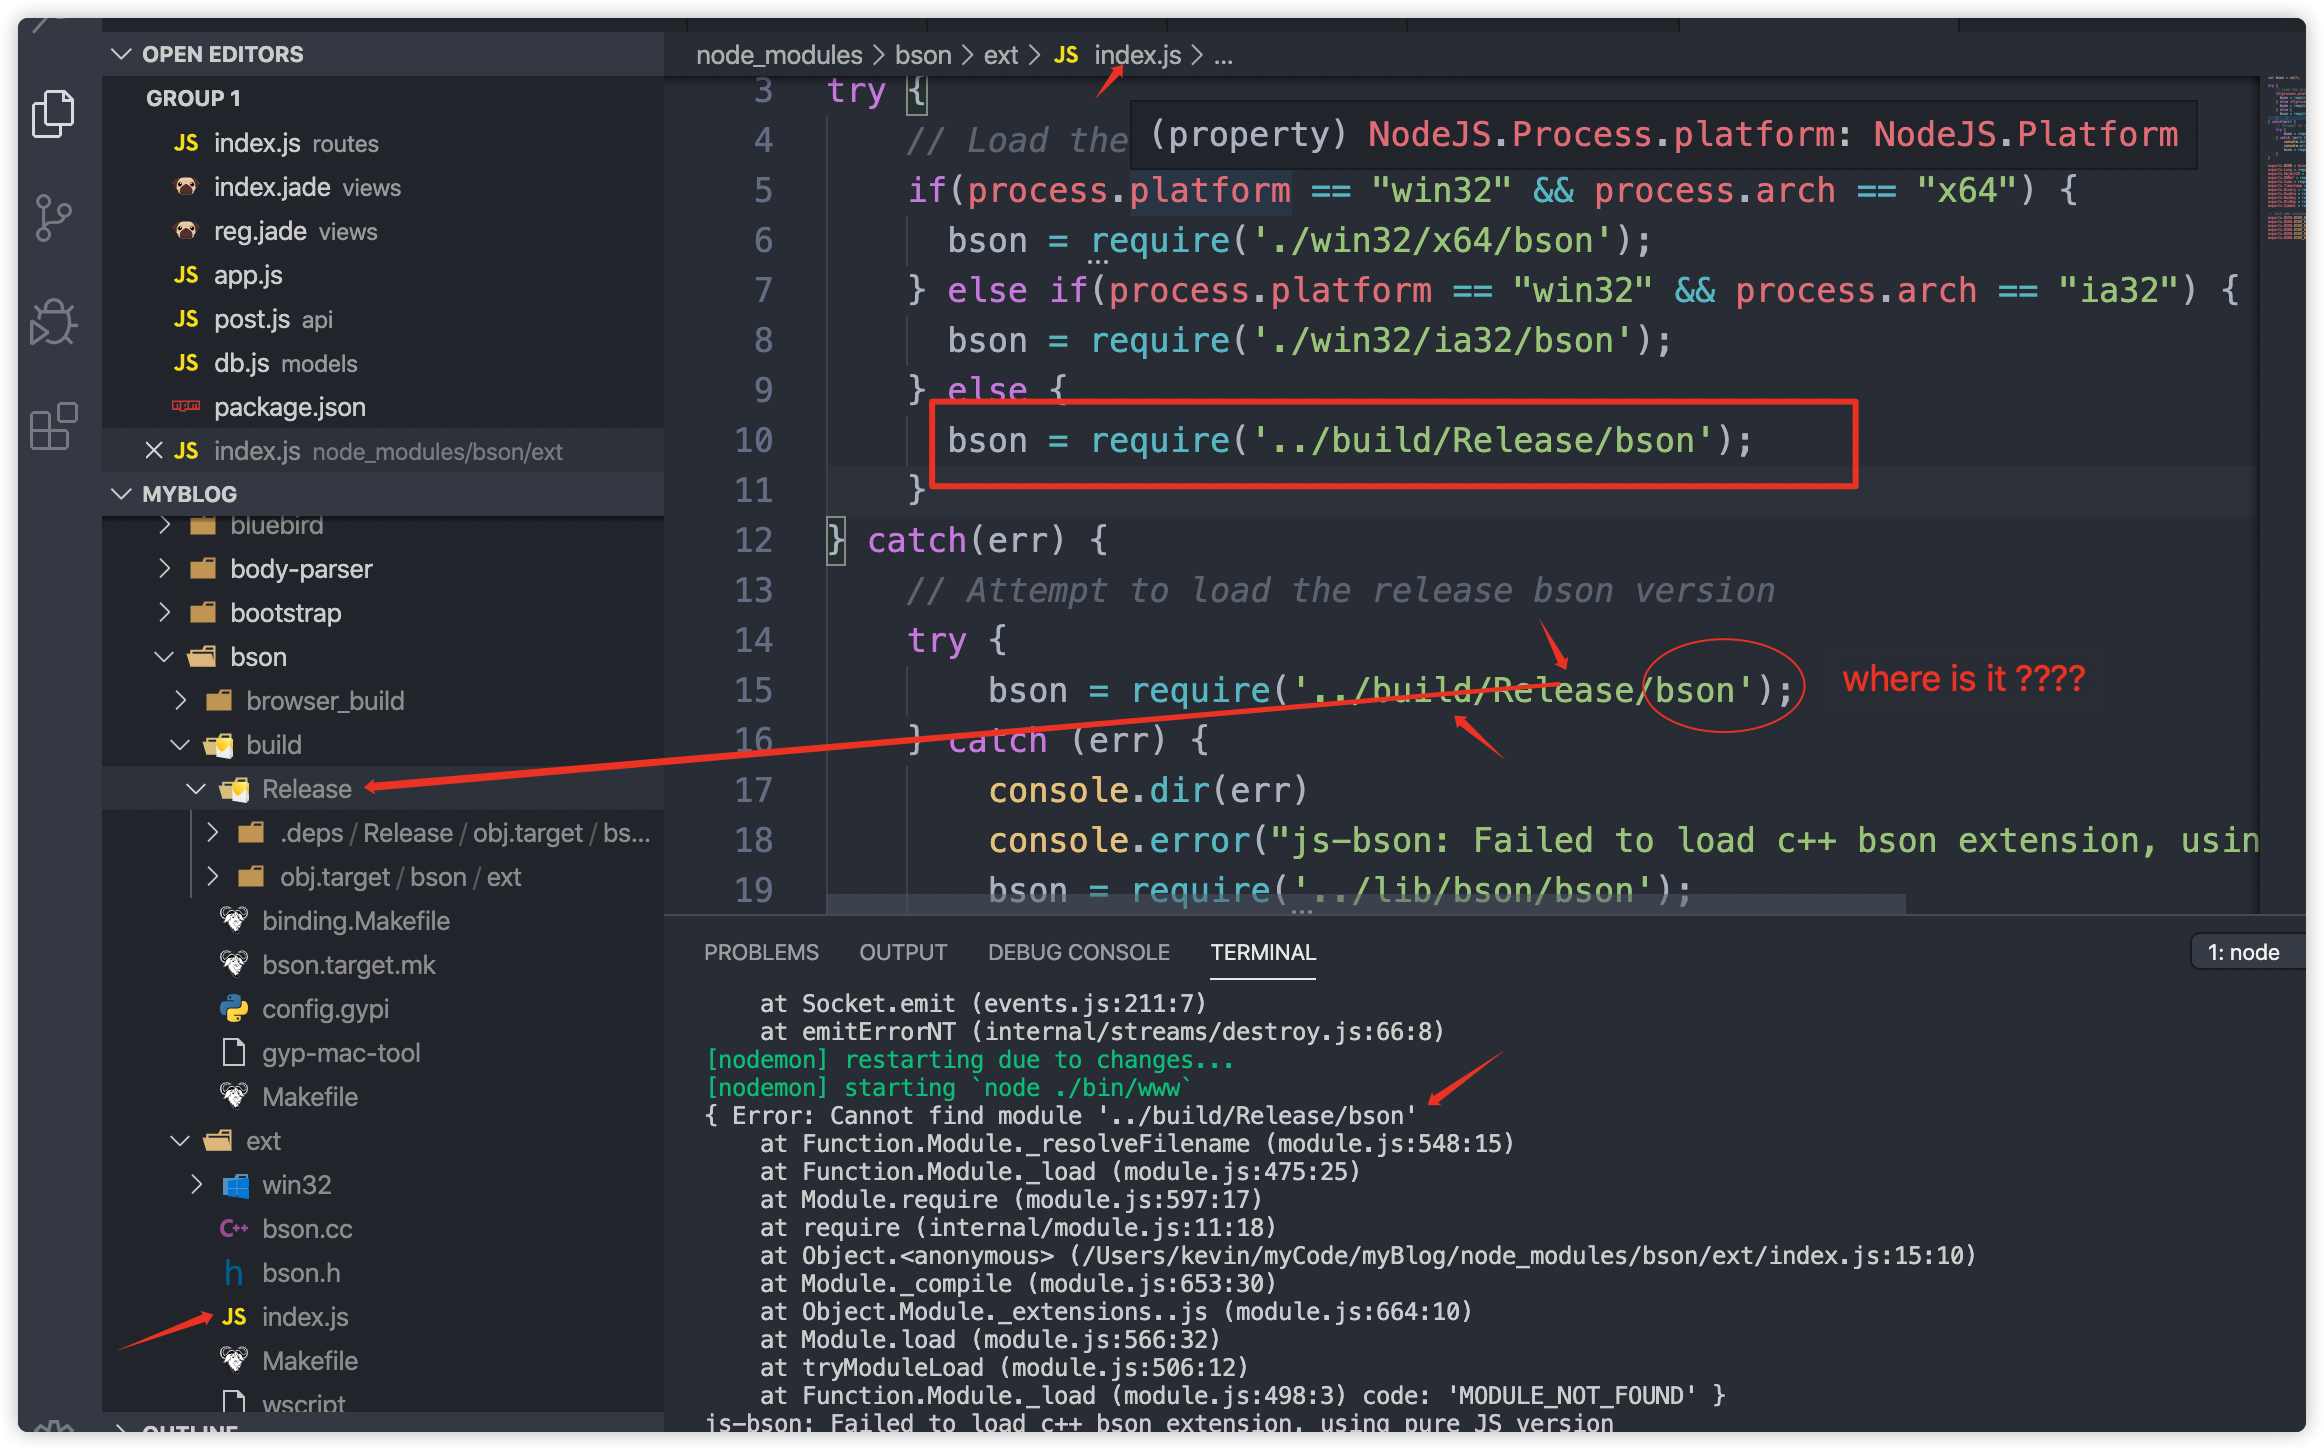 OPEN EDITORS
GROUP 1
JS index.js routes
index.jade views
reg.jade views
JS app.js
JS post.js api
JS db.js models
package.json
JS index.js node_modules/bson/ext
MYBLOG
bluebird
body-parser
bootstrap
bson
browser_build
build
Release
.deps / Release / obj.target / bs...
obj.target / bson / ext
binding.Makefile
bson.target.mk
config.gypi
gyp-mac-tool
Makefile
ext
win32
C++ bson.cc
h bson.h
JS index.js
Makefile
wscript
OUTLINE
node_modules > bson > ext > JS index.js > ...
3 try {
4 // Load the
(property) NodeJS.Process.platform: NodeJS.Platform
5 if(process.platform == "win32" && process.arch == "x64") {
6 bson = require('./win32/x64/bson');
7 } else if(process.platform == "win32" && process.arch == "ia32") {
8 bson = require('./win32/ia32/bson');
9 } else {
10 bson = require('../build/Release/bson');
11 }
12 } catch(err) {
13 // Attempt to load the release bson version
14 try {
15 bson = require('../build/Release/bson');
where is it ????
16 } catch (err) {
17 console.dir(err)
18 console.error("js-bson: Failed to load c++ bson extension, usin
19 bson = require('../lib/bson/bson');
PROBLEMS OUTPUT DEBUG CONSOLE TERMINAL
1: node
at Socket.emit (events.js:211:7)
at emitErrorNT (internal/streams/destroy.js:66:8)
[nodemon] restarting due to changes...
[nodemon] starting `node ./bin/www`
{ Error: Cannot find module '../build/Release/bson'
at Function.Module._resolveFilename (module.js:548:15)
at Function.Module._load (module.js:475:25)
at Module.require (module.js:597:17)
at require (internal/module.js:11:18)
at Object.<anonymous> (/Users/kevin/myCode/myBlog/node_modules/bson/ext/index.js:15:10)
at Module._compile (module.js:653:30)
at Object.Module._extensions..js (module.js:664:10)
at Module.load (module.js:566:32)
at tryModuleLoad (module.js:506:12)
at Function.Module._load (module.js:498:3) code: 'MODULE_NOT_FOUND' }
js-bson: Failed to load c++ bson extension, using pure JS version